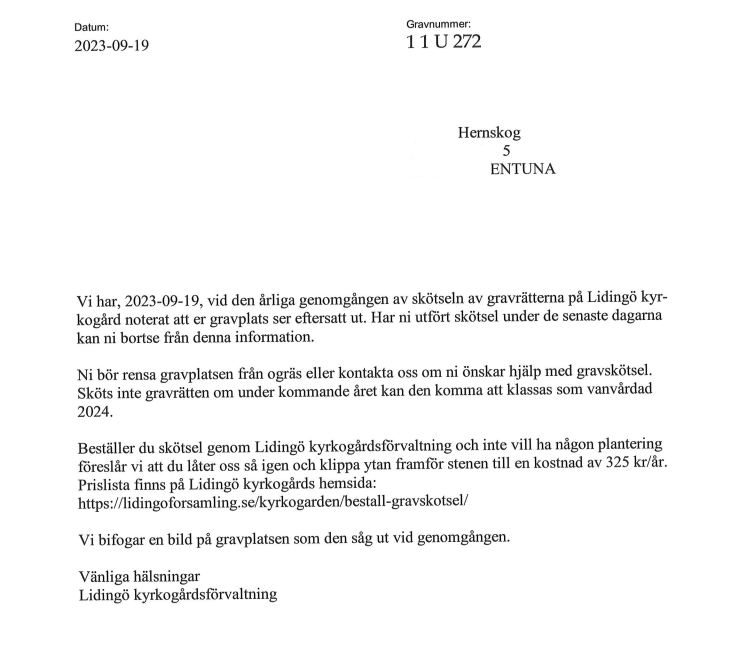 Datum:
2023-09-19
Gravnummer:
1 1 U 272
Hernskog
5
ENTUNA
Vi har, 2023-09-19, vid den årliga genomgången av skötseln av gravrätterna på Lidingö kyr-
kogård noterat att er gravplats ser eftersatt ut. Har ni utfört skötsel under de senaste dagarna
kan ni bortse från denna information.
Ni bör rensa gravplatsen från ogräs eller kontakta oss om ni önskar hjälp med gravskötsel.
Sköts inte gravrätten om under kommande året kan den komma att klassas som vanvårdad
2024.
Beställer du skötsel genom Lidingö kyrkogårdsförvaltning och inte vill ha någon plantering
föreslår vi att du låter oss så igen och klippa ytan framför stenen till en kostnad av 325 kr/år.
Prislista finns på Lidingö kyrkogårds hemsida:
https://lidingoforsamling.se/kyrkogarden/bestall-gravskotsel/
Vi bifogar en bild på gravplatsen som den såg ut vid genomgången.
Vänliga hälsningar
Lidingö kyrkogårdsförvaltning